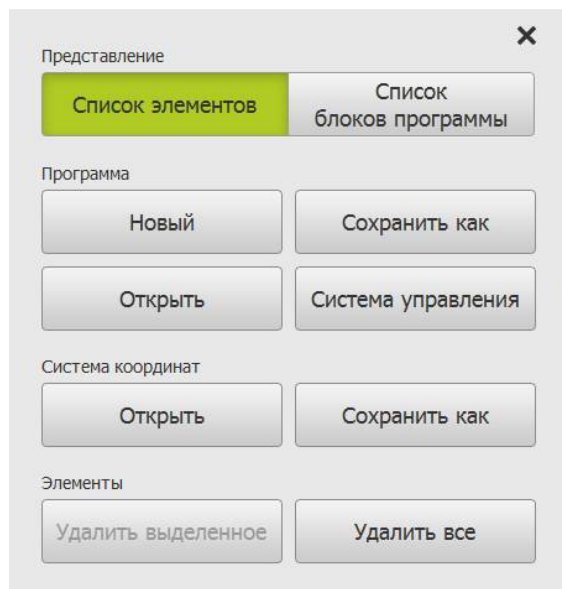 Представление
Список элементов
Список
блоков программы
Программа
Новый
Сохранить как
Открыть
Система управления
Система координат
Открыть
Сохранить как
Элементы
Удалить выделенное
Удалить все